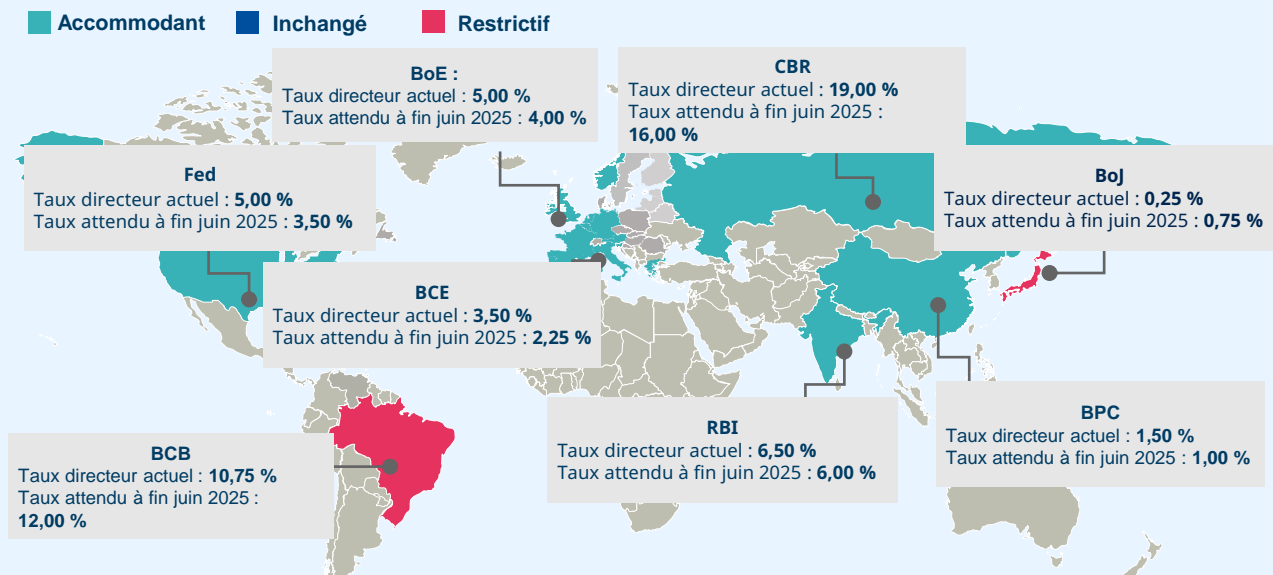 Accommodant Inchangé Restrictif
BoE :
Taux directeur actuel : 5,00 %
Taux attendu à fin juin 2025 : 4,00 %
CBR
Taux directeur actuel : 19,00 %
Taux attendu à fin juin 2025 :
16,00 %
Fed
Taux directeur actuel : 5,00 %
Taux attendu à fin juin 2025 : 3,50 %
BoJ
Taux directeur actuel : 0,25 %
Taux attendu à fin juin 2025 : 0,75 %
BCE
Taux directeur actuel : 3,50 %
Taux attendu à fin juin 2025 : 2,25 %
BCB
Taux directeur actuel : 10,75 %
Taux attendu à fin juin 2025 :
12,00 %
RBI
Taux directeur actuel : 6,50 %
Taux attendu à fin juin 2025 : 6,00 %
BPC
Taux directeur actuel : 1,50 %
Taux attendu à fin juin 2025 : 1,00 %